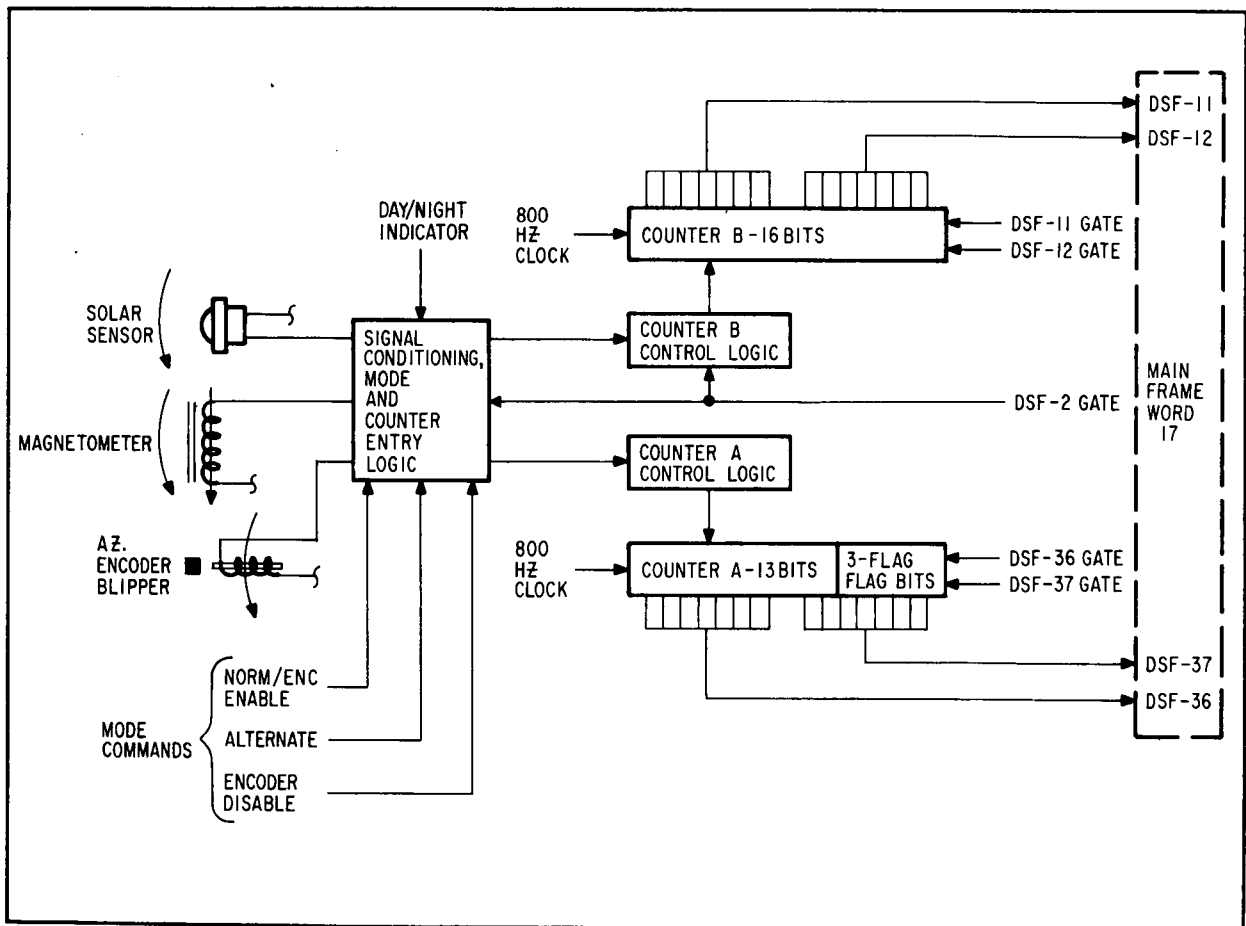 DSF-11
DSF-12
DAY/NIGHT
INDICATOR
800
HZ
CLOCK
COUNTER B-16 BITS
DSF-11 GATE
DSF-12 GATE
SOLAR
SENSOR
SIGNAL
CONDITIONING,
MODE
AND
COUNTER
ENTRY
LOGIC
COUNTER B
CONTROL LOGIC
MAIN
FRAME
WORD
17
DSF-2 GATE
MAGNETOMETER
COUNTER A
CONTROL LOGIC
AZ.
ENCODER
BLIPPER
800
HZ
CLOCK
COUNTER A-13 BITS
3-FLAG
FLAG BITS
DSF-36 GATE
DSF-37 GATE
DSF-37
DSF-36
MODE
COMMANDS
NORM/ENC
ENABLE
ALTERNATE
ENCODER
DISABLE